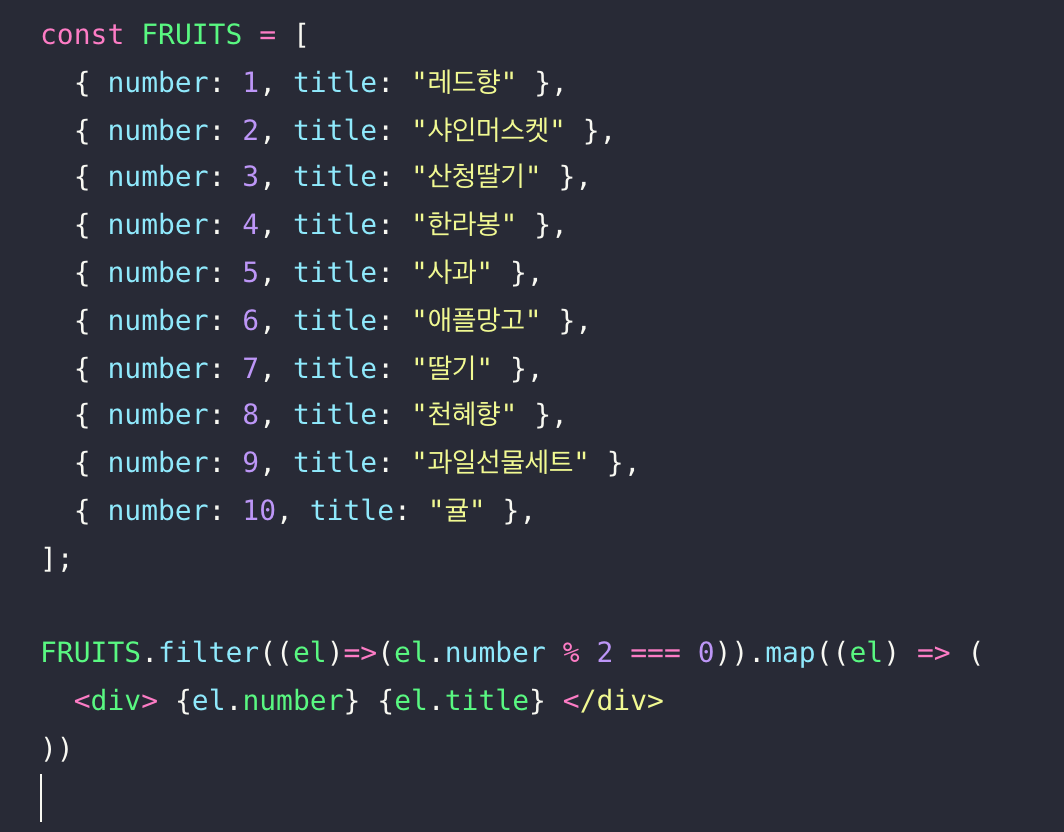 const FRUITS = [
  { number: 1, title: "레드향" },
  { number: 2, title: "샤인머스켓" },
  { number: 3, title: "산청딸기" },
  { number: 4, title: "한라봉" },
  { number: 5, title: "사과" },
  { number: 6, title: "애플망고" },
  { number: 7, title: "딸기" },
  { number: 8, title: "천혜향" },
  { number: 9, title: "과일선물세트" },
  { number: 10, title: "귤" },
];

FRUITS.filter((el)=>(el.number % 2 === 0)).map((el) => (
  <div> {el.number} {el.title} </div>
))